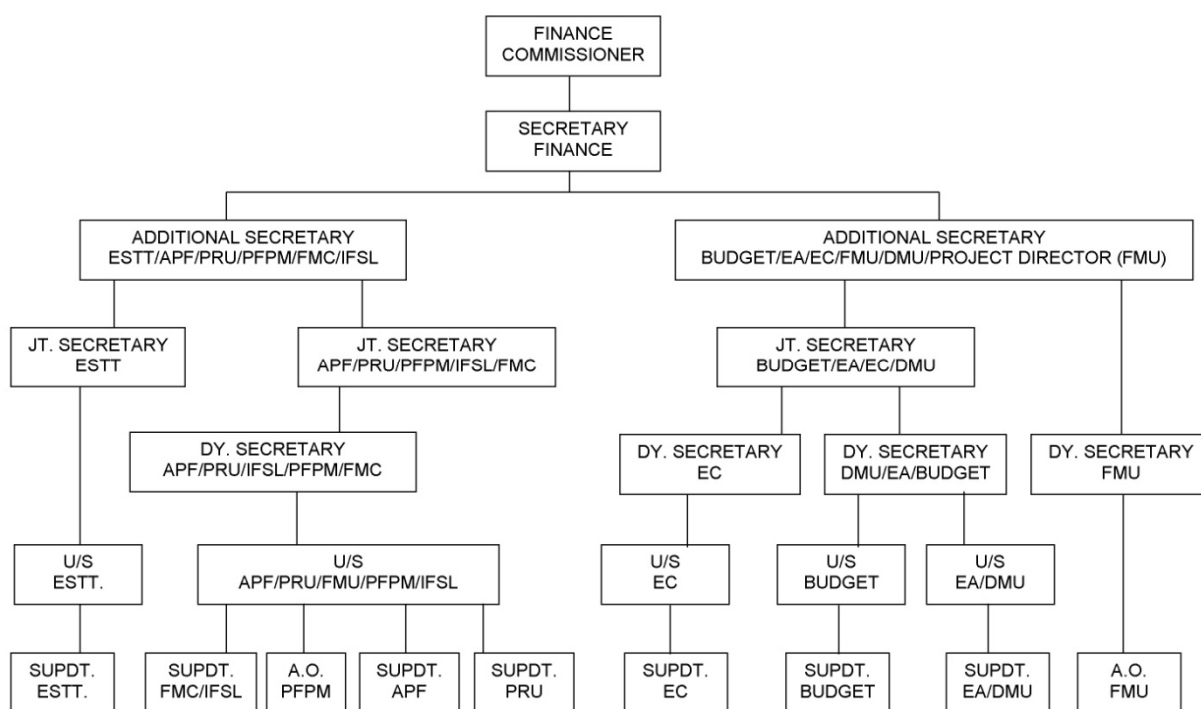 FINANCE
COMMISSIONER
SECRETARY
FINANCE
ADDITIONAL SECRETARY
ESTT/APF/PRU/PFPM/FMC/IFSL
ADDITIONAL SECRETARY
BUDGET/EA/EC/FMU/DMU/PROJECT DIRECTOR (FMU)
JT. SECRETARY
ESTT
JT. SECRETARY
APF/PRU/PFPM/IFSL/FMC
JT. SECRETARY
BUDGET/EA/EC/DMU
DY. SECRETARY
APF/PRU/IFSL/PFPM/FMC
DY. SECRETARY
EC
DY. SECRETARY
DMU/EA/BUDGET
DY. SECRETARY
FMU
U/S
ESTT.
U/S
APF/PRU/FMU/PFPM/IFSL
U/S
EC
U/S
BUDGET
U/S
EA/DMU
SUPDT.
ESTT.
SUPDT.
FMC/IFSL
A.O.
PFPM
SUPDT.
APF
SUPDT.
PRU
SUPDT.
EC
SUPDT.
BUDGET
SUPDT.
EA/DMU
A.O.
FMU